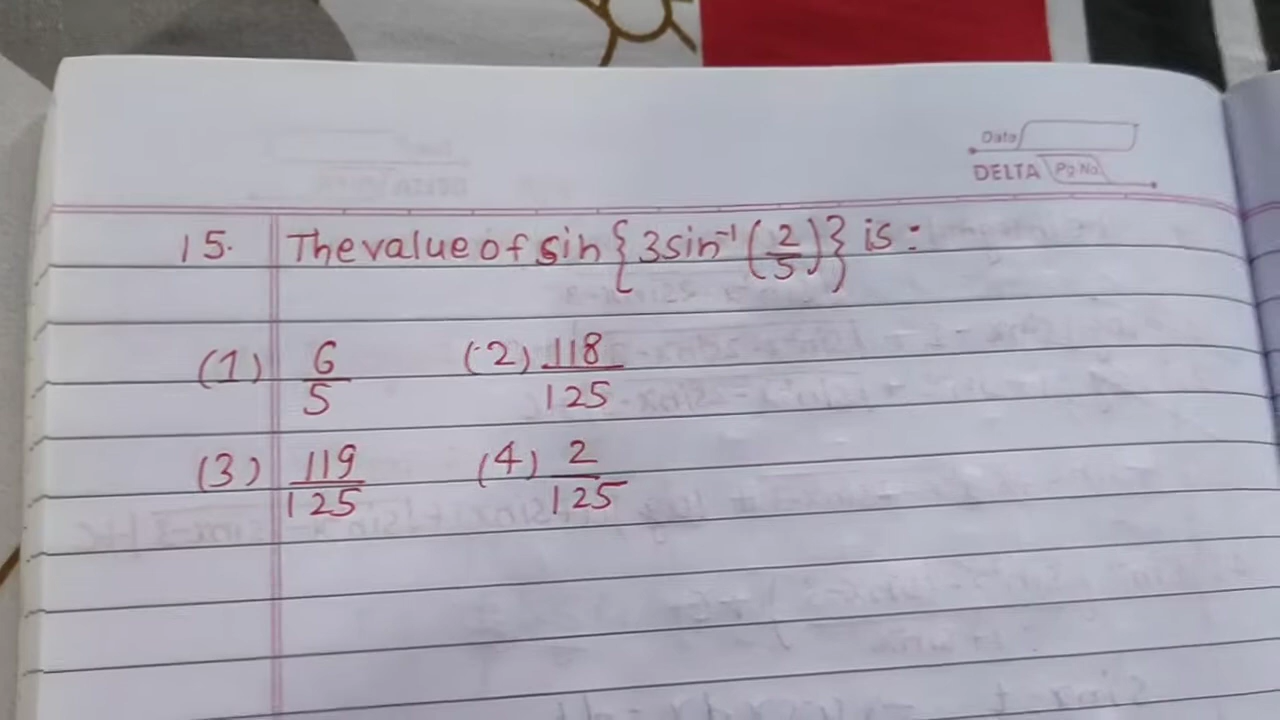 Date
DELTA Pg No
15. The value of sin{3sin⁻¹(2/5)} is:
(1) 6/5 (2) 118/125
(3) 119/125 (4) 2/125